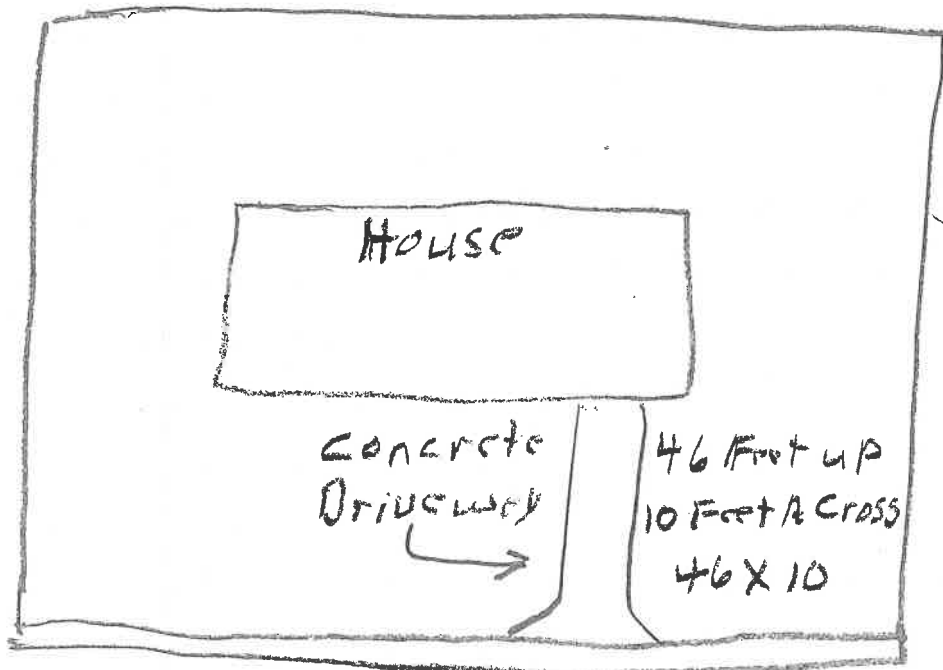 House
Concrete
Driveway
46 Feet up
10 Feet A Cross
46 X 10